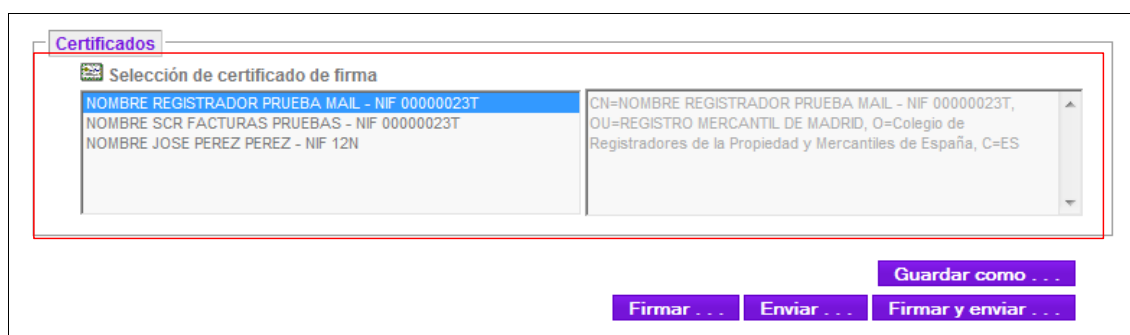 Certificados
Selección de certificado de firma
NOMBRE REGISTRADOR PRUEBA MAIL - NIF 00000023T
NOMBRE SCR FACTURAS PRUEBAS - NIF 00000023T
NOMBRE JOSE PEREZ PEREZ - NIF 12N
CN=NOMBRE REGISTRADOR PRUEBA MAIL - NIF 00000023T,
OU=REGISTRO MERCANTIL DE MADRID, O=Colegio de
Registradores de la Propiedad y Mercantiles de España, C=ES
Guardar como . . .
Firmar . . .
Enviar . . .
Firmar y enviar . . .